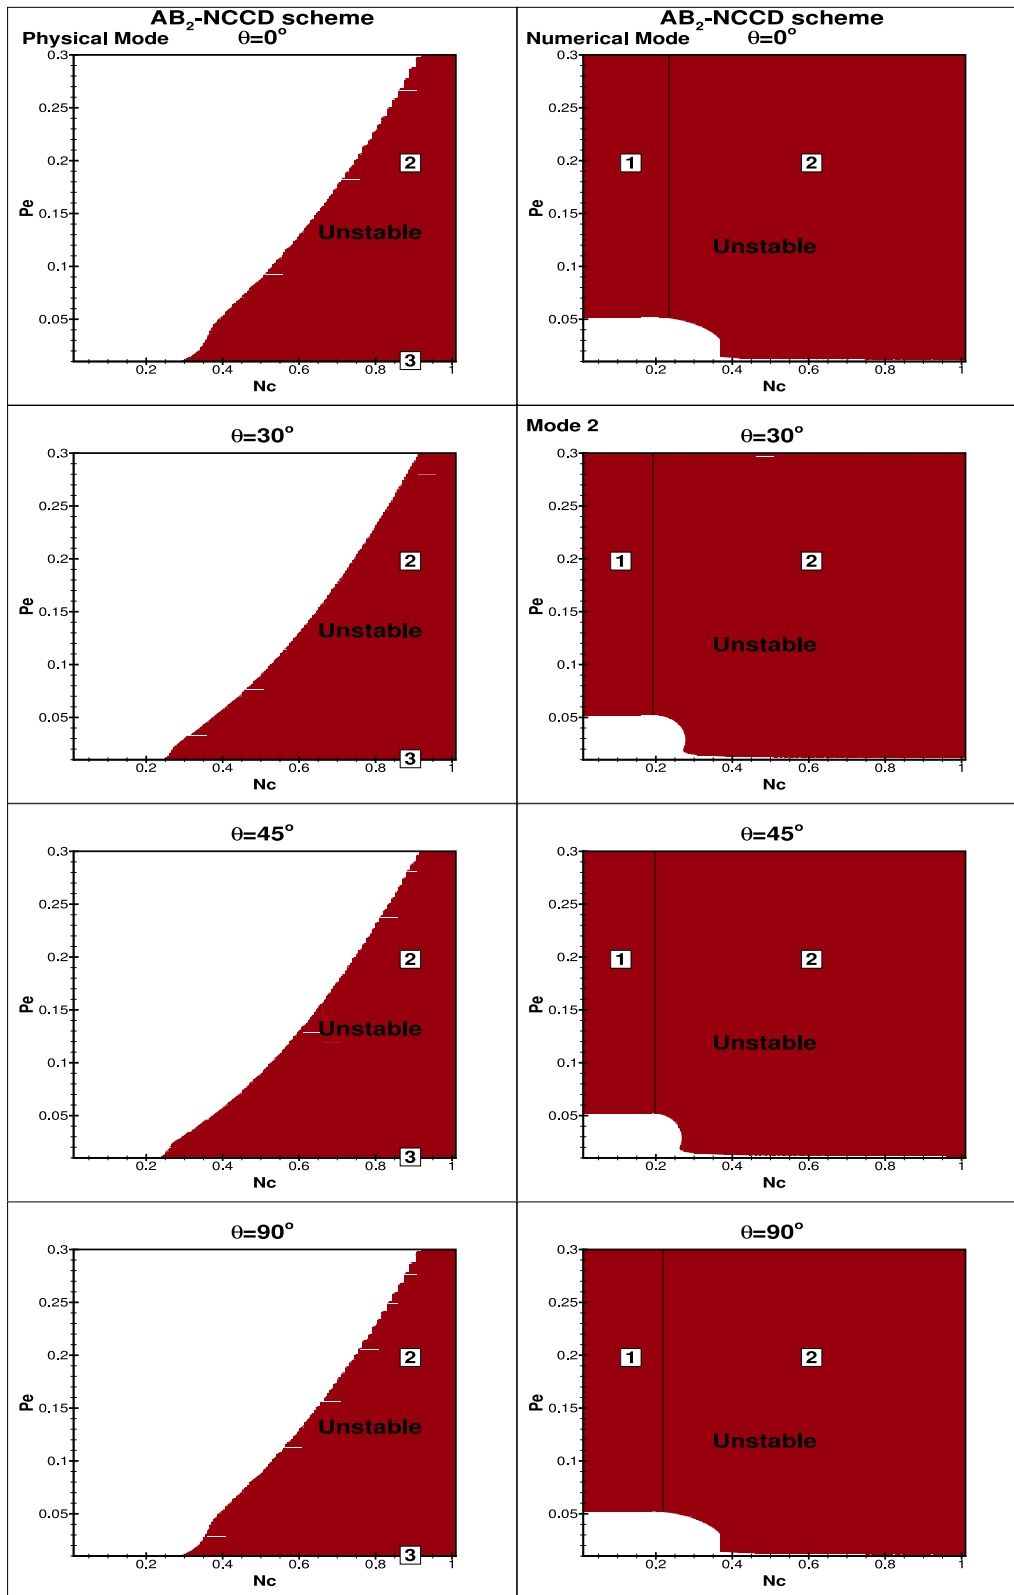 AB2-NCCD scheme
Physical Mode θ=0°
0.3
0.25
0.2
0.15
0.1
0.05
Pe
2
Unstable
3
0.2 0.4 0.6 0.8 1
Nc
AB2-NCCD scheme
Numerical Mode θ=0°
0.3
0.25
0.2
0.15
0.1
0.05
Pe
1 2
Unstable
0.2 0.4 0.6 0.8 1
Nc
θ=30°
0.3
0.25
0.2
0.15
0.1
0.05
Pe
2
Unstable
3
0.2 0.4 0.6 0.8 1
Nc
Mode 2
θ=30°
0.3
0.25
0.2
0.15
0.1
0.05
Pe
1 2
Unstable
0.2 0.4 0.6 0.8 1
Nc
θ=45°
0.3
0.25
0.2
0.15
0.1
0.05
Pe
2
Unstable
3
0.2 0.4 0.6 0.8 1
Nc
θ=45°
0.3
0.25
0.2
0.15
0.1
0.05
Pe
1 2
Unstable
0.2 0.4 0.6 0.8 1
Nc
θ=90°
0.3
0.25
0.2
0.15
0.1
0.05
Pe
2
Unstable
3
0.2 0.4 0.6 0.8 1
Nc
θ=90°
0.3
0.25
0.2
0.15
0.1
0.05
Pe
1 2
Unstable
0.2 0.4 0.6 0.8 1
Nc